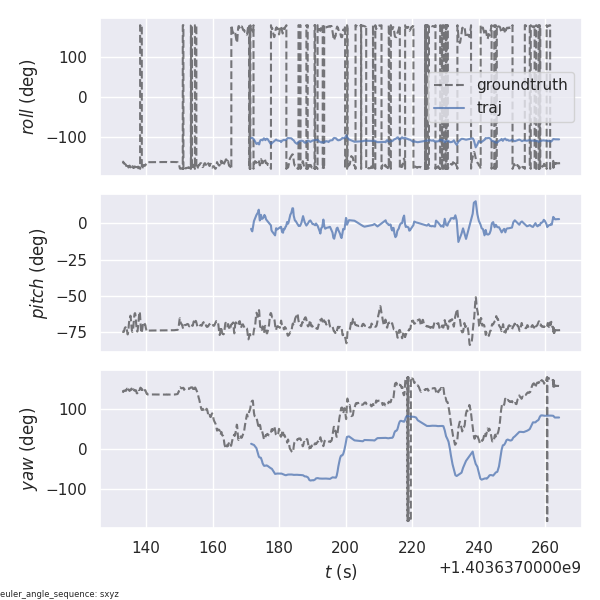 roll (deg)
100
0
−100
groundtruth
traj
pitch (deg)
0
−25
−50
−75
yaw (deg)
100
0
−100
140 160 180 200 220 240 260
t (s)
+1.4036370000e9
euler_angle_sequence: sxyz